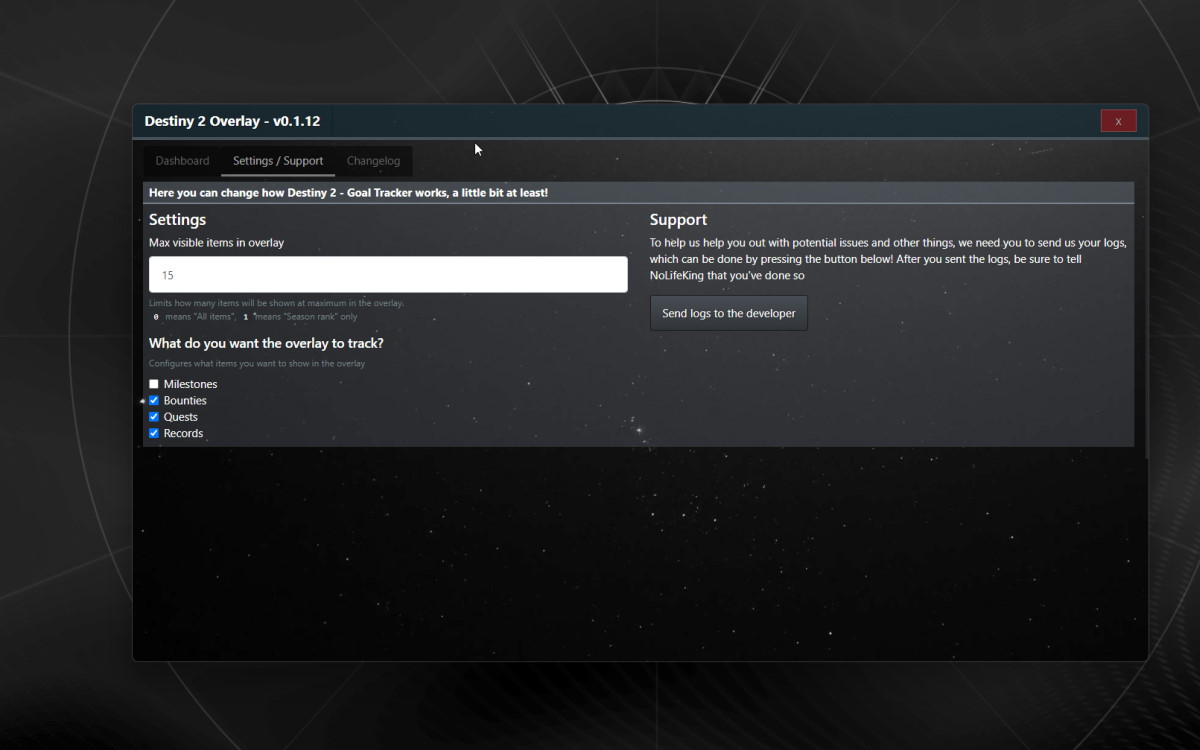 Destiny 2 Overlay - v0.1.12
X
Dashboard
Settings / Support
Changelog
Here you can change how Destiny 2 - Goal Tracker works, a little bit at least!
Settings
Max visible items in overlay
15
Limits how many items will be shown at maximum in the overlay.
0 means "All items", 1 means "Season rank" only
What do you want the overlay to track?
Configures what items you want to show in the overlay
Milestones
Bounties
Quests
Records
Support
To help us help you out with potential issues and other things, we need you to send us your logs,
which can be done by pressing the button below! After you sent the logs, be sure to tell
NoLifeKing that you've done so
Send logs to the developer